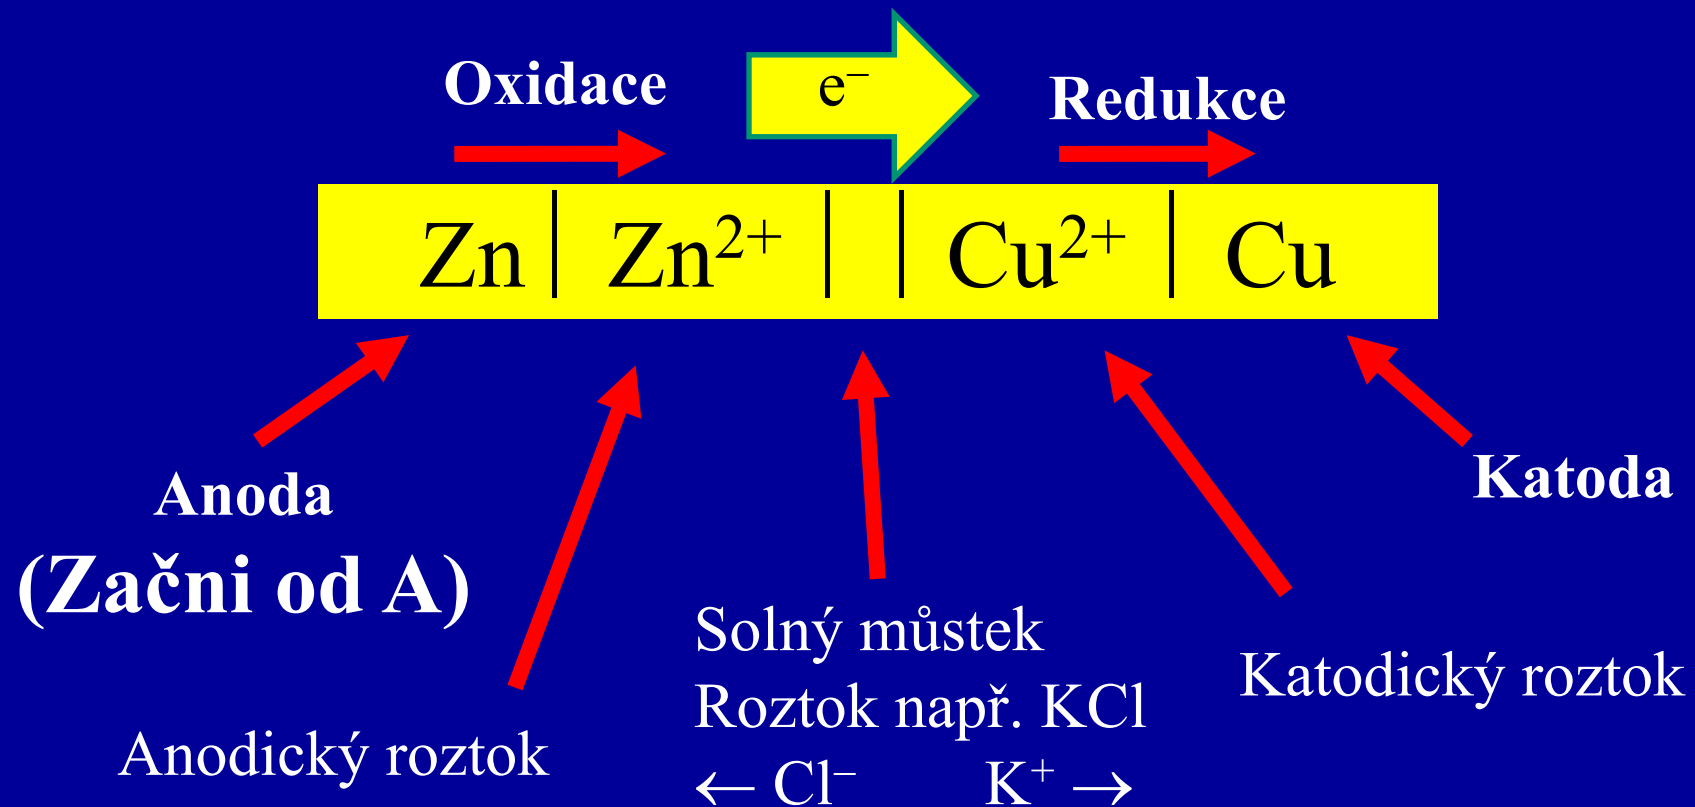 Oxidace
e⁻
Redukce
Zn | Zn²⁺ | | Cu²⁺ | Cu
Anoda
(Začni od A)
Katoda
Solný můstek
Roztok např. KCl
← Cl⁻ K⁺ →
Katodický roztok
Anodický roztok